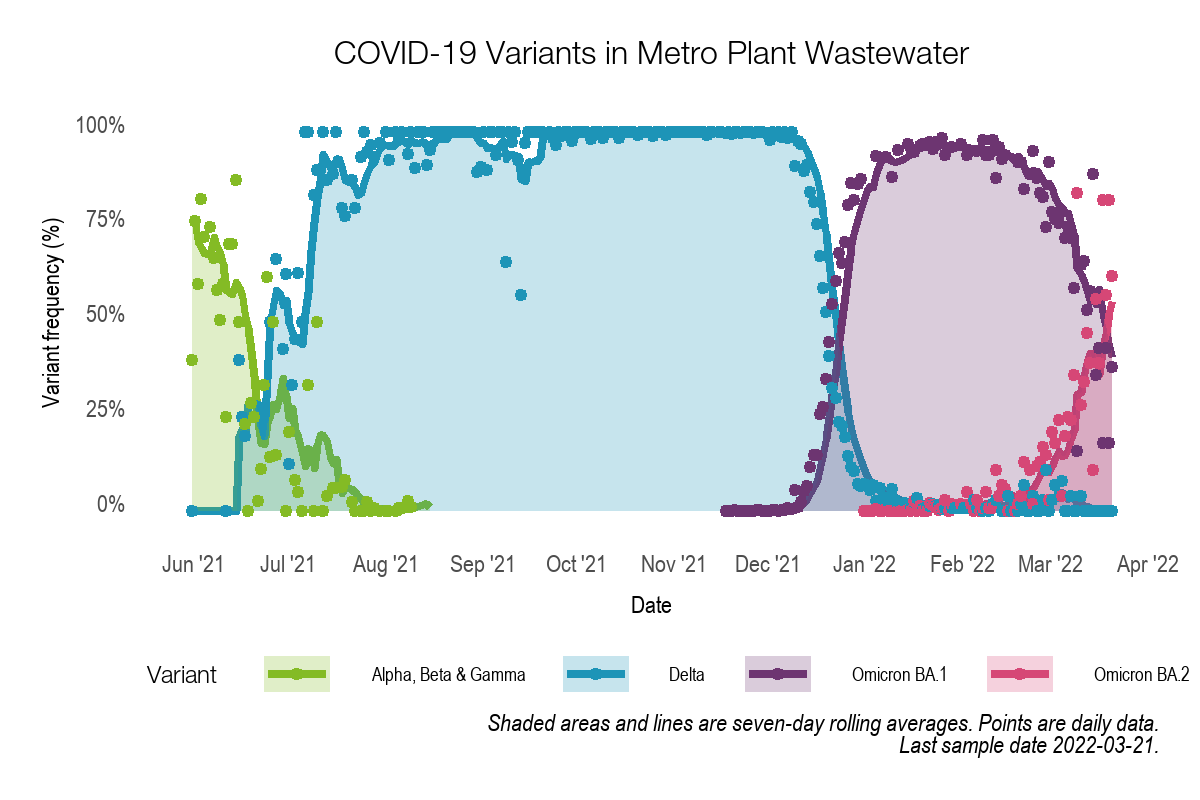 COVID-19 Variants in Metro Plant Wastewater
100%
75%
50%
25%
0%
Variant frequency (%)
Jun '21 Jul '21 Aug '21 Sep '21 Oct '21 Nov '21 Dec '21 Jan '22 Feb '22 Mar '22 Apr '22
Date
Variant Alpha, Beta & Gamma Delta Omicron BA.1 Omicron BA.2
Shaded areas and lines are seven-day rolling averages. Points are daily data.
Last sample date 2022-03-21.